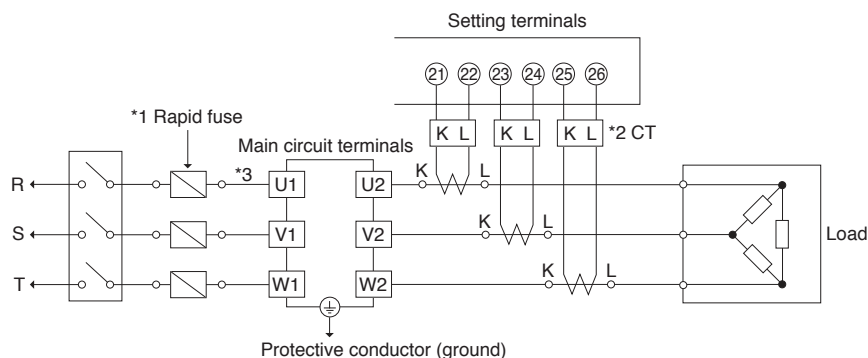 Setting terminals
21 22 23 24 25 26
*1 Rapid fuse
K L K L K L *2 CT
Main circuit terminals
R *3 U1 U2 K L
S V1 V2 K L Load
T W1 W2 K L
Protective conductor (ground)